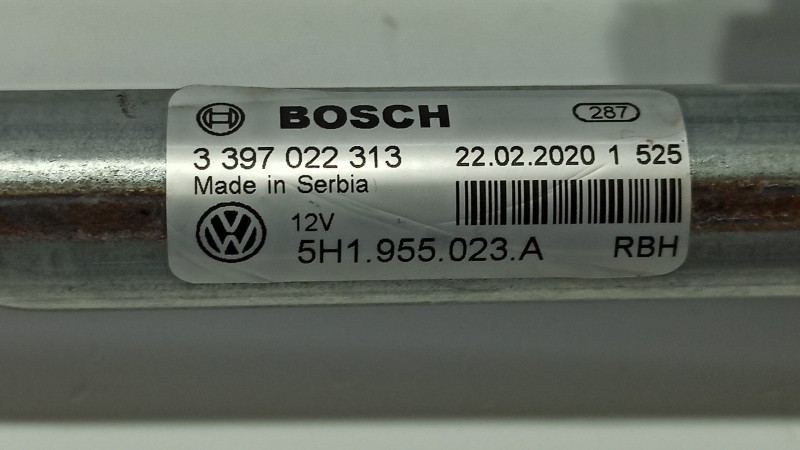 BOSCH 287
3 397 022 313 22.02.2020 1 525
Made in Serbia
12V
5H1.955.023.A RBH